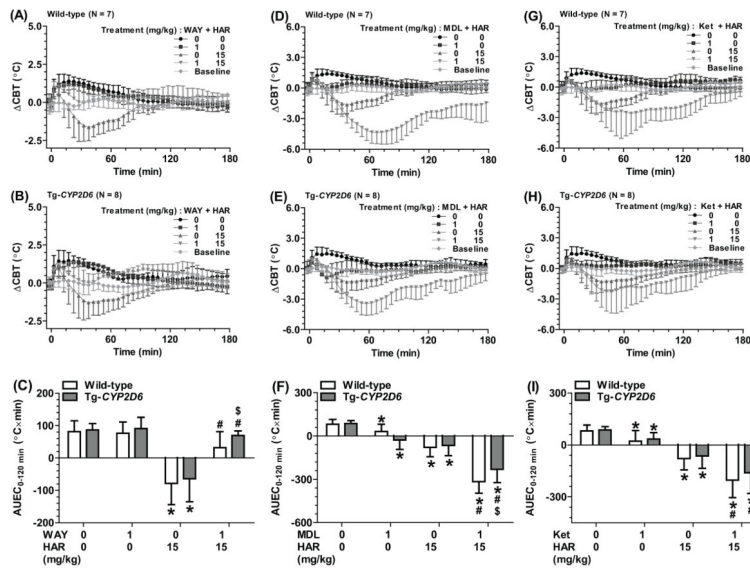 (A)
Wild-type (N = 7)
Treatment (mg/kg) : WAY + HAR
0 0
1 0
0 15
1 15
Baseline
ΔCBT (°C)
5.0
2.5
0.0
-2.5
0 60 120 180
Time (min)
(B)
Tg-CYP2D6 (N = 8)
Treatment (mg/kg) : WAY + HAR
0 0
1 0
0 15
1 15
Baseline
ΔCBT (°C)
5.0
2.5
0.0
-2.5
0 60 120 180
Time (min)
(C)
Wild-type
Tg-CYP2D6
AUEC0-120 min (°C×min)
200
100
0
-100
-200
* * # $ #
WAY 0 1 0 1
HAR 0 0 15 15
(mg/kg)
(D)
Wild-type (N = 7)
Treatment (mg/kg) : MDL + HAR
0 0
1 0
0 15
1 15
Baseline
ΔCBT (°C)
6.0
3.0
0.0
-3.0
-6.0
0 60 120 180
Time (min)
(E)
Tg-CYP2D6 (N = 8)
Treatment (mg/kg) : MDL + HAR
0 0
1 0
0 15
1 15
Baseline
ΔCBT (°C)
6.0
3.0
0.0
-3.0
-6.0
0 60 120 180
Time (min)
(F)
Wild-type
Tg-CYP2D6
AUEC0-120 min (°C×min)
300
0
-300
-600
* * * * * # * # $
MDL 0 1 0 1
HAR 0 0 15 15
(mg/kg)
(G)
Wild-type (N = 7)
Treatment (mg/kg) : Ket + HAR
0 0
1 0
0 15
1 15
Baseline
ΔCBT (°C)
6.0
3.0
0.0
-3.0
-6.0
0 60 120 180
Time (min)
(H)
Tg-CYP2D6 (N = 8)
Treatment (mg/kg) : Ket + HAR
0 0
1 0
0 15
1 15
Baseline
ΔCBT (°C)
6.0
3.0
0.0
-3.0
-6.0
0 60 120 180
Time (min)
(I)
Wild-type
Tg-CYP2D6
AUEC0-120 min (°C×min)
300
0
-300
* * * * * #
Ket 0 1 0 1
HAR 0 0 15 15
(mg/kg)